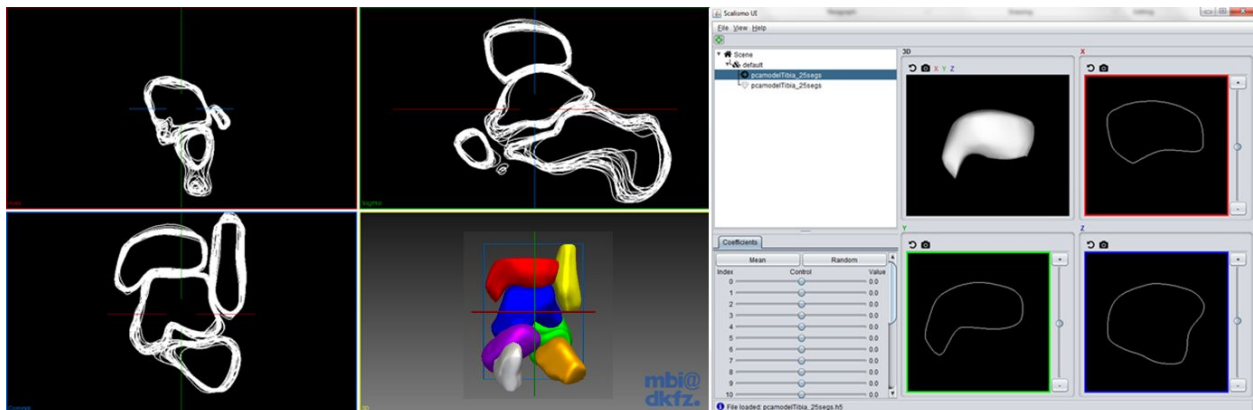 Scalismo UI
File View Help
Scene
default
pcamodelTibia_25segs
pcamodelTibia_25segs
3D
X Y Z
X
Coefficients
Mean
Random
Index Control Value
0 0.0
1 0.0
2 0.0
3 0.0
4 0.0
5 0.0
6 0.0
7 0.0
8 0.0
9 0.0
10 0.0
Y
Z
mbi@
dkfz.
File loaded: pcamodelTibia_25segs.h5